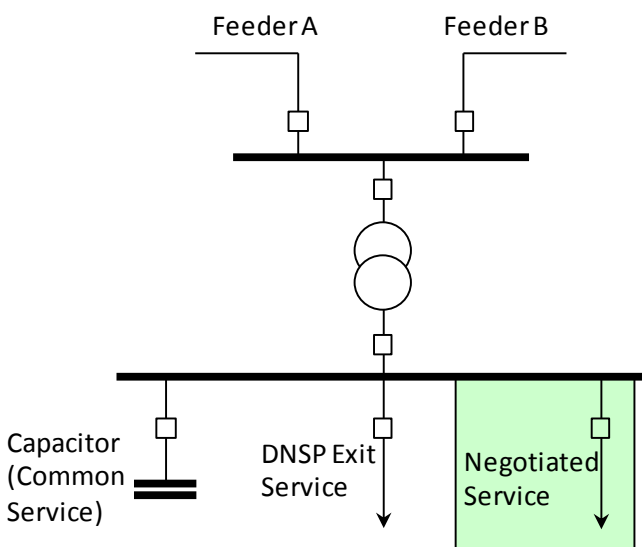 Feeder A
Feeder B
Capacitor
(Common
Service)
DNSP Exit
Service
Negotiated
Service